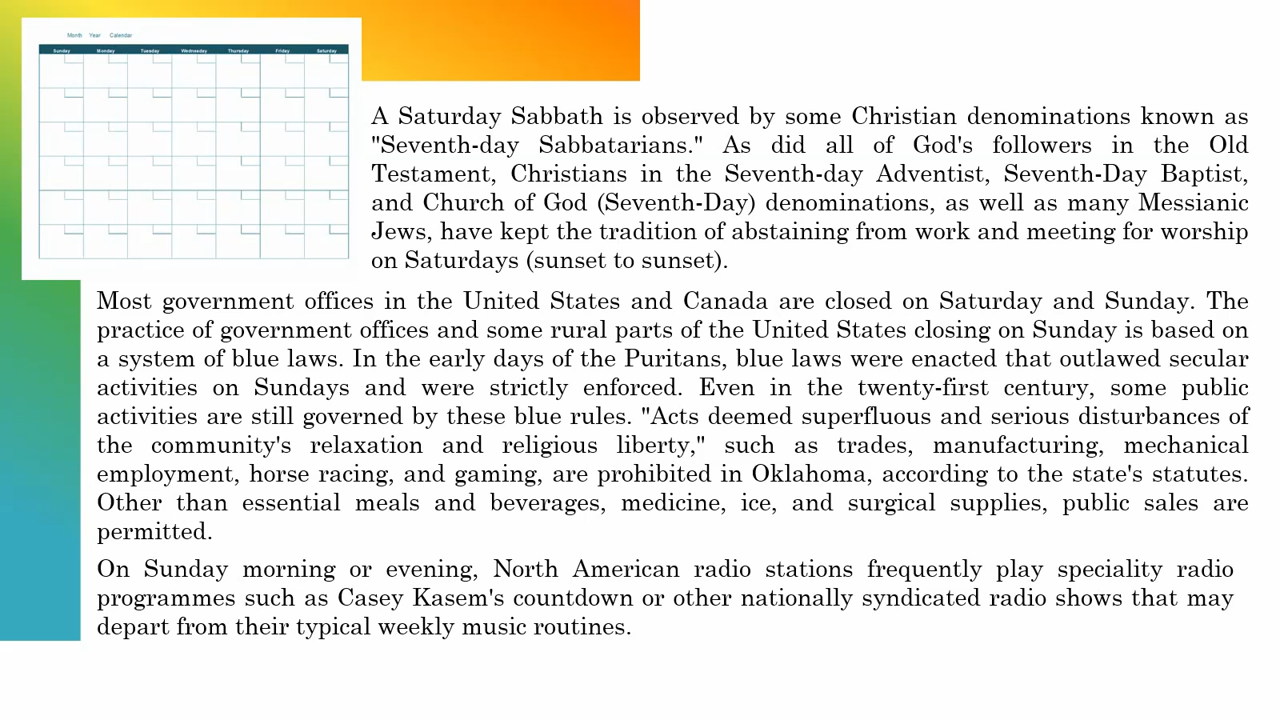 Month Year Calendar
Sunday Monday Tuesday Wednesday Thursday Friday Saturday
A Saturday Sabbath is observed by some Christian denominations known as
"Seventh-day Sabbatarians." As did all of God's followers in the Old
Testament, Christians in the Seventh-day Adventist, Seventh-Day Baptist,
and Church of God (Seventh-Day) denominations, as well as many Messianic
Jews, have kept the tradition of abstaining from work and meeting for worship
on Saturdays (sunset to sunset).
Most government offices in the United States and Canada are closed on Saturday and Sunday. The
practice of government offices and some rural parts of the United States closing on Sunday is based on
a system of blue laws. In the early days of the Puritans, blue laws were enacted that outlawed secular
activities on Sundays and were strictly enforced. Even in the twenty-first century, some public
activities are still governed by these blue rules. "Acts deemed superfluous and serious disturbances of
the community's relaxation and religious liberty," such as trades, manufacturing, mechanical
employment, horse racing, and gaming, are prohibited in Oklahoma, according to the state's statutes.
Other than essential meals and beverages, medicine, ice, and surgical supplies, public sales are
permitted.
On Sunday morning or evening, North American radio stations frequently play speciality radio
programmes such as Casey Kasem's countdown or other nationally syndicated radio shows that may
depart from their typical weekly music routines.